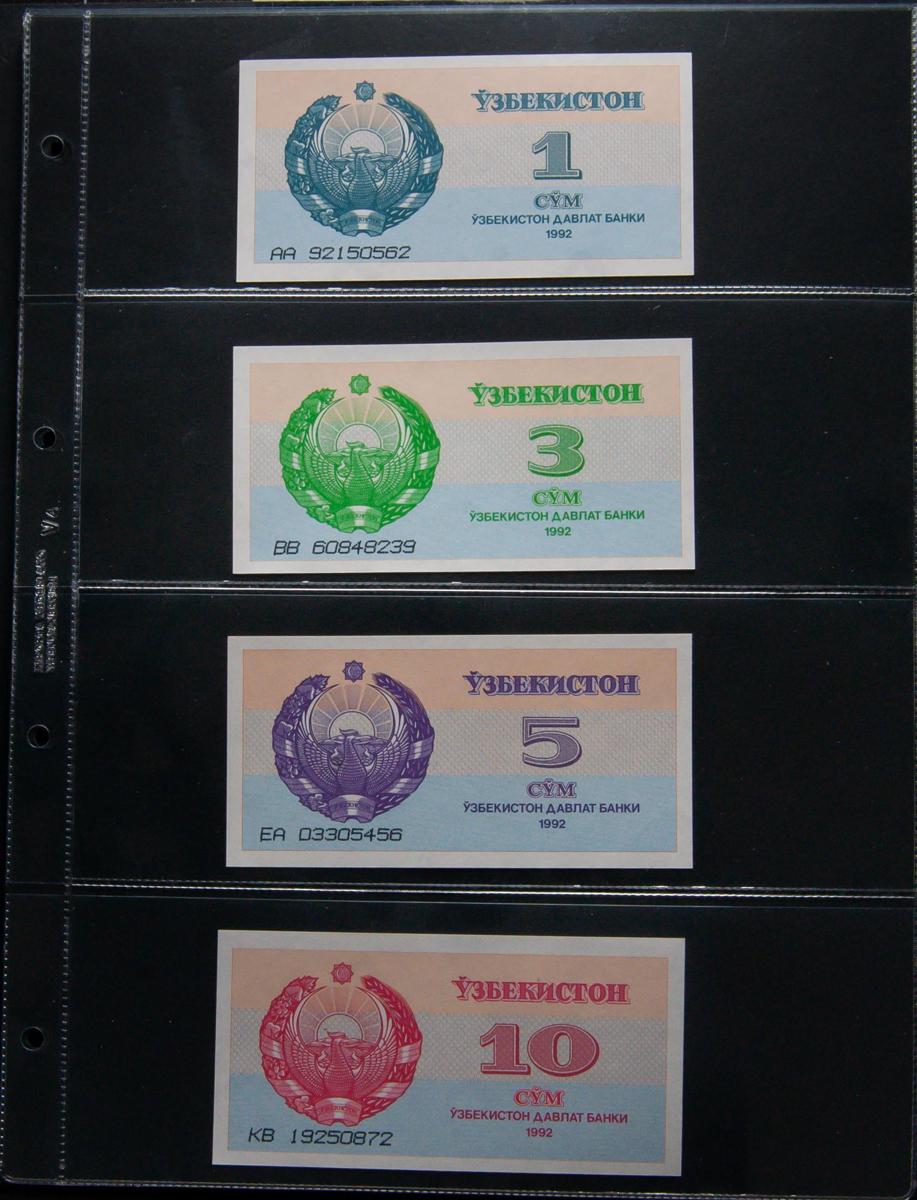 ЎЗБЕКИСТОН
1
СЎМ
ЎЗБЕКИСТОН ДАВЛАТ БАНКИ
1992
АА 92150562
ЎЗБЕКИСТОН
3
СЎМ
ЎЗБЕКИСТОН ДАВЛАТ БАНКИ
1992
ВВ 60848239
V/4
ЎЗБЕКИСТОН
5
СЎМ
ЎЗБЕКИСТОН ДАВЛАТ БАНКИ
1992
ЕА 03305456
ЎЗБЕКИСТОН
10
СЎМ
ЎЗБЕКИСТОН ДАВЛАТ БАНКИ
1992
КВ 19250872